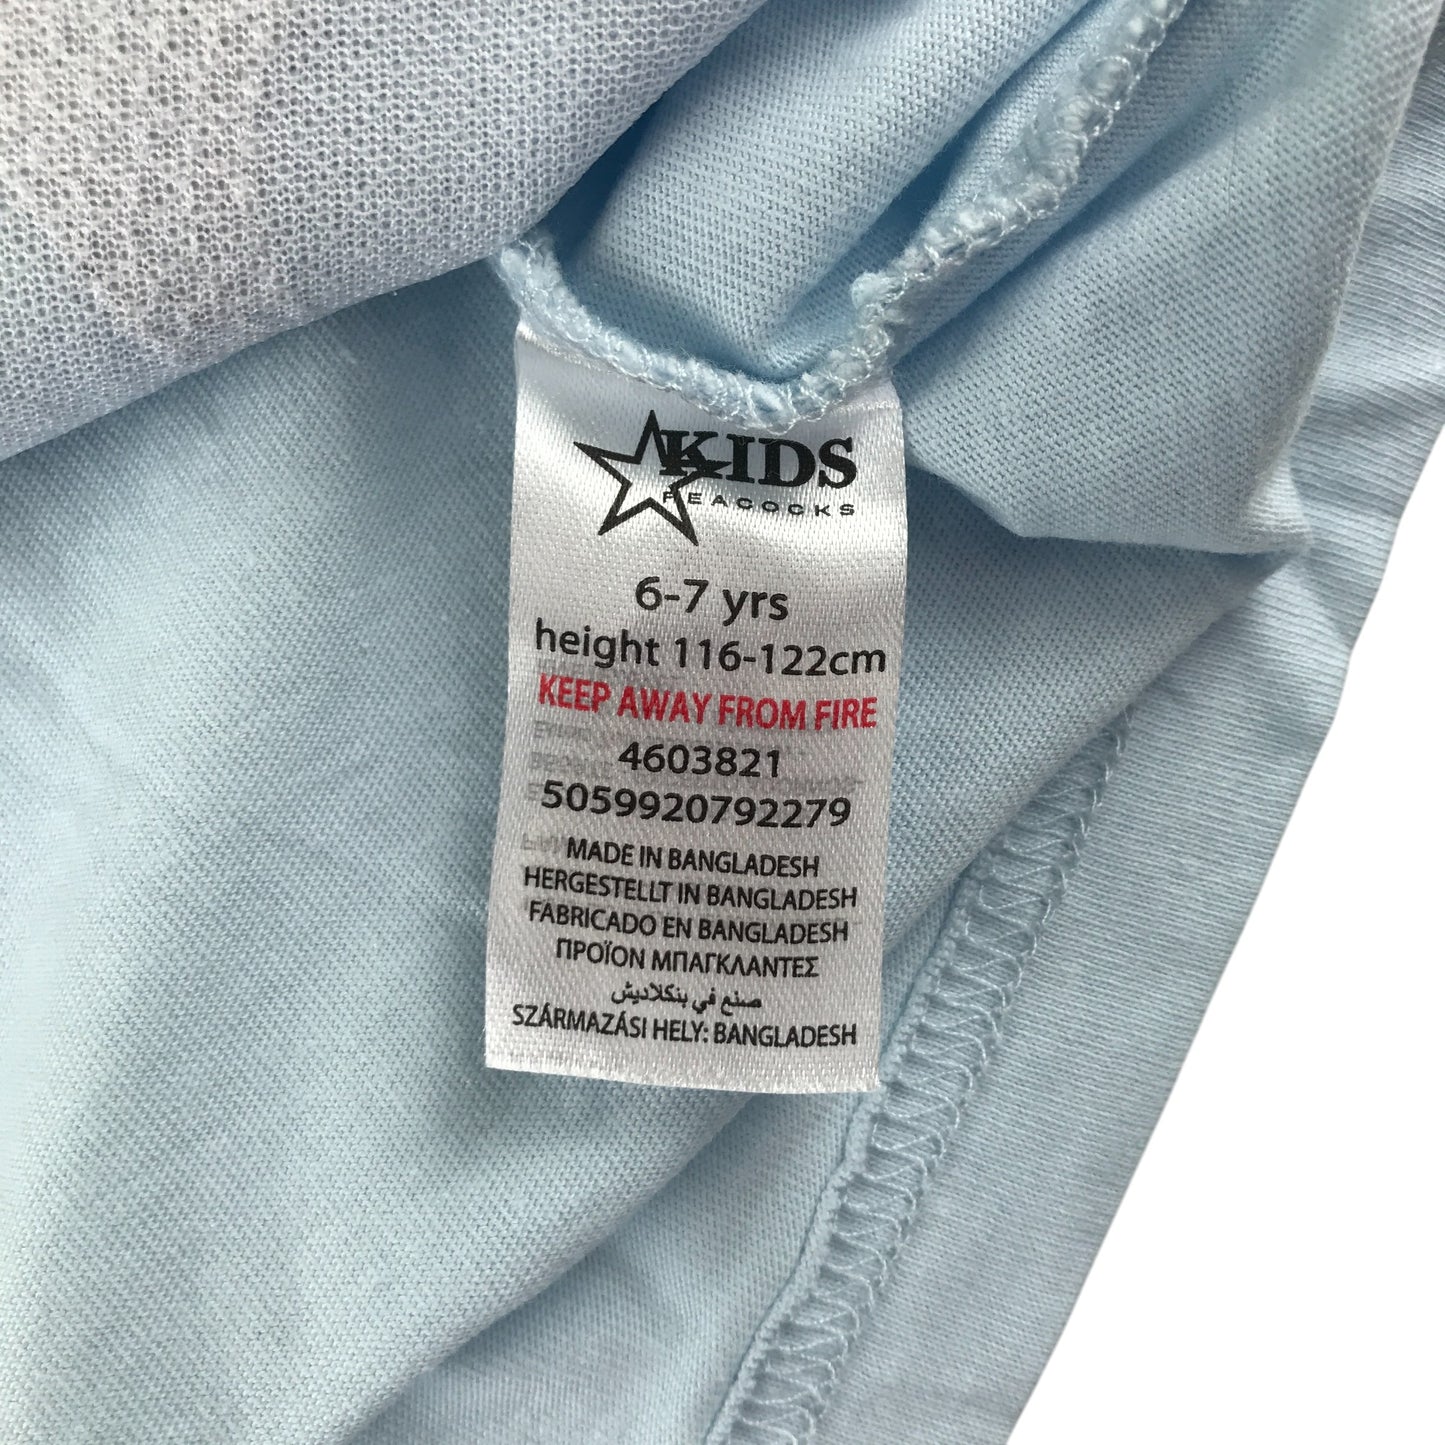 KIDS
PEACOCKS
6-7 yrs
height 116-122cm
KEEP AWAY FROM FIRE
4603821
5059920792279
MADE IN BANGLADESH
HERGESTELLT IN BANGLADESH
FABRICADO EN BANGLADESH
ΠΡΟΪΟΝ ΜΠΑΓΚΛΑΝΤΕΣ
صنع في بنكلاديش
SZÁRMAZÁSI HELY: BANGLADESH